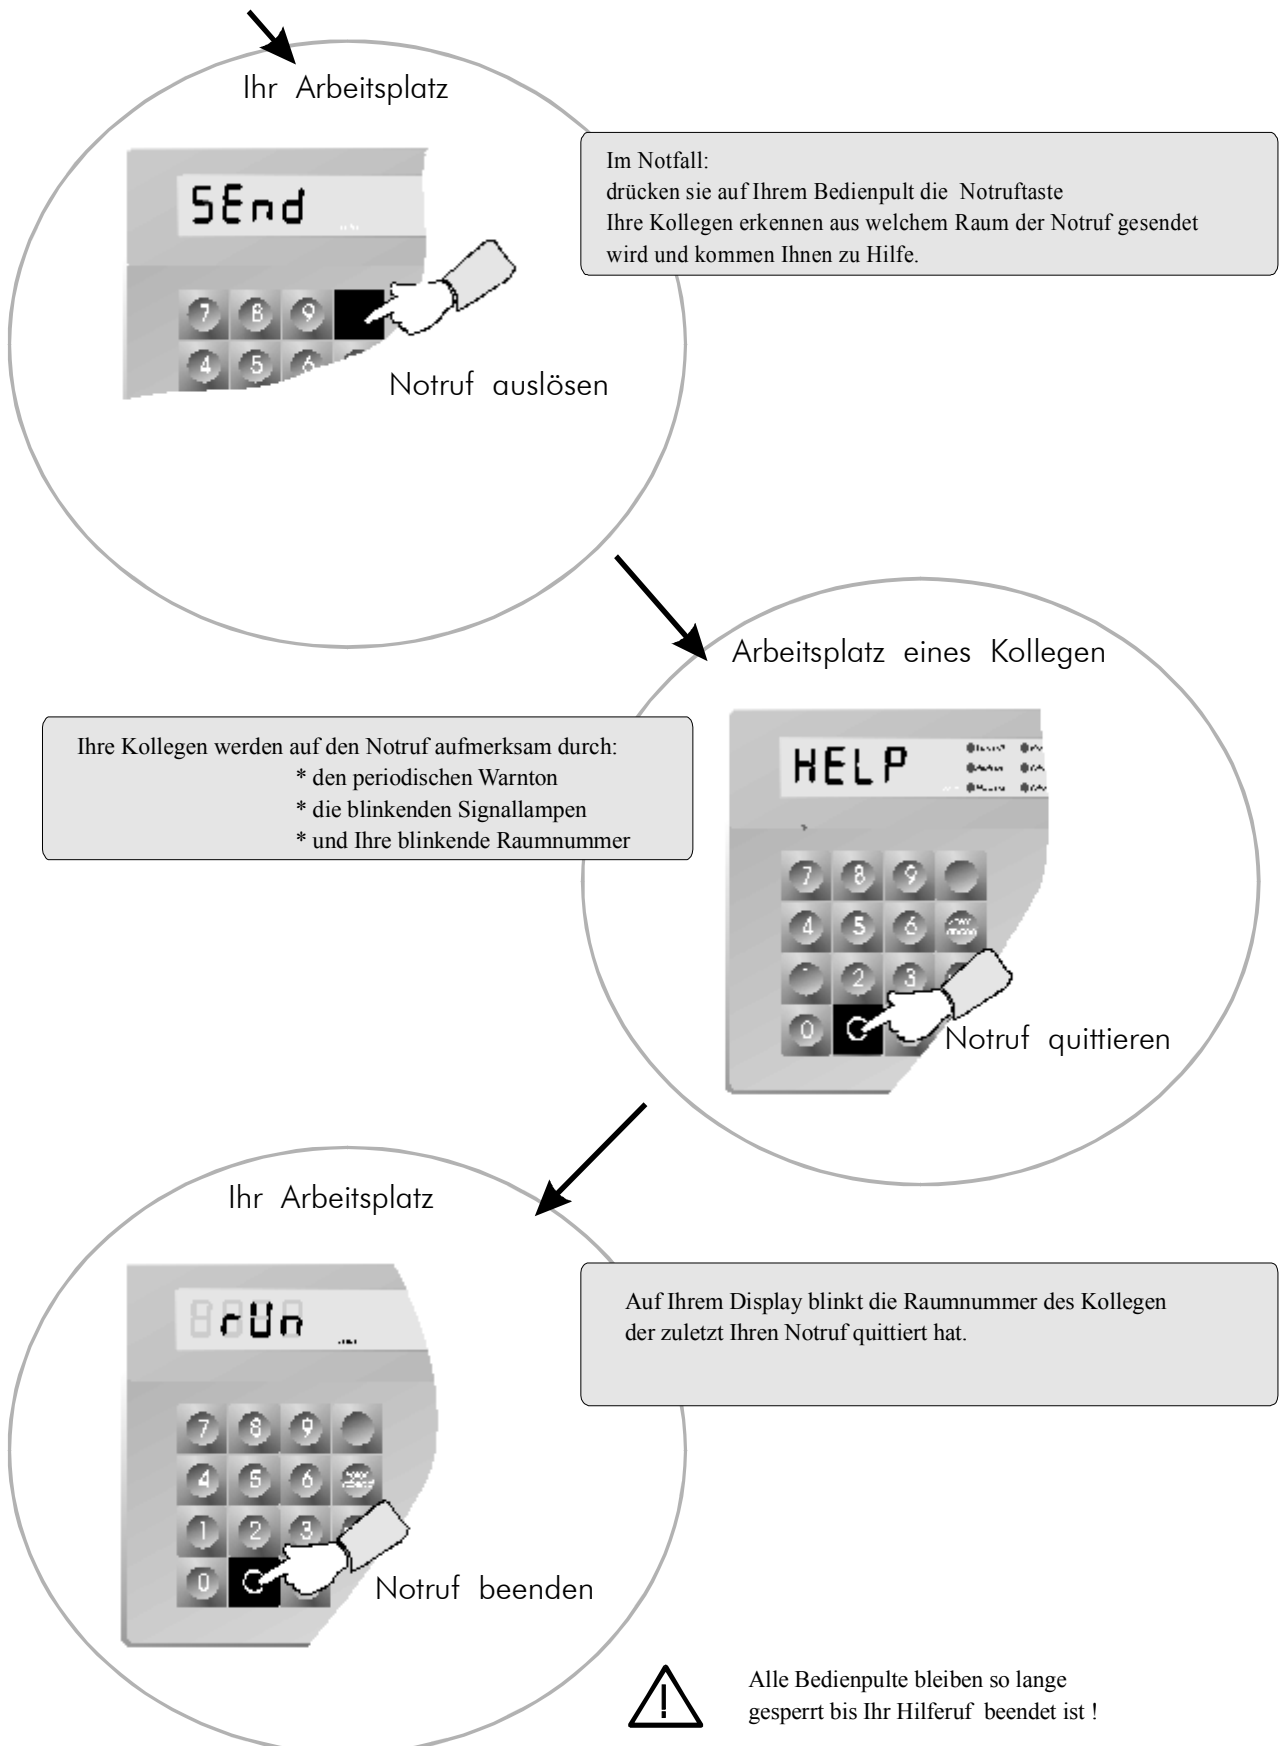 Ihr Arbeitsplatz
SEnd
Im Notfall:
drücken sie auf Ihrem Bedienpult die Notruftaste
Ihre Kollegen erkennen aus welchem Raum der Notruf gesendet
wird und kommen Ihnen zu Hilfe.
7 8 9
4 5 6
Notruf auslösen
Arbeitsplatz eines Kollegen
Ihre Kollegen werden auf den Notruf aufmerksam durch:
* den periodischen Warnton
* die blinkenden Signallampen
* und Ihre blinkende Raumnummer
HELP
7 8 9
4 5 6
2 3
0 C
Notruf quittieren
Ihr Arbeitsplatz
rUn
Auf Ihrem Display blinkt die Raumnummer des Kollegen
der zuletzt Ihren Notruf quittiert hat.
7 8 9
4 5 6
1 2 3
0 C
Notruf beenden
Alle Bedienpulte bleiben so lange
gesperrt bis Ihr Hilferuf beendet ist !